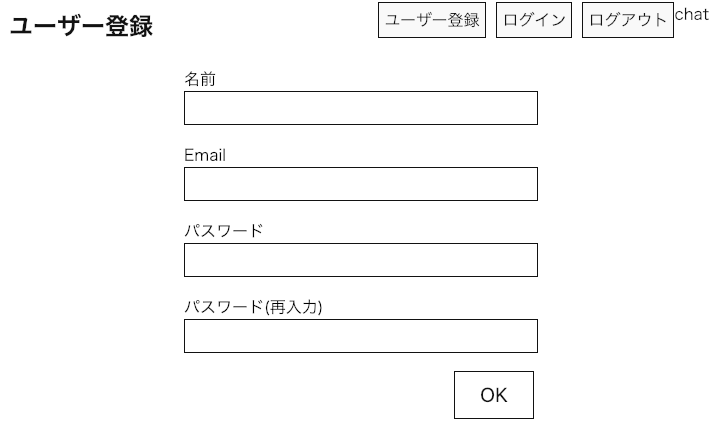 ユーザー登録
ユーザー登録 ログイン ログアウト chat
名前
Email
パスワード
パスワード(再入力)
OK